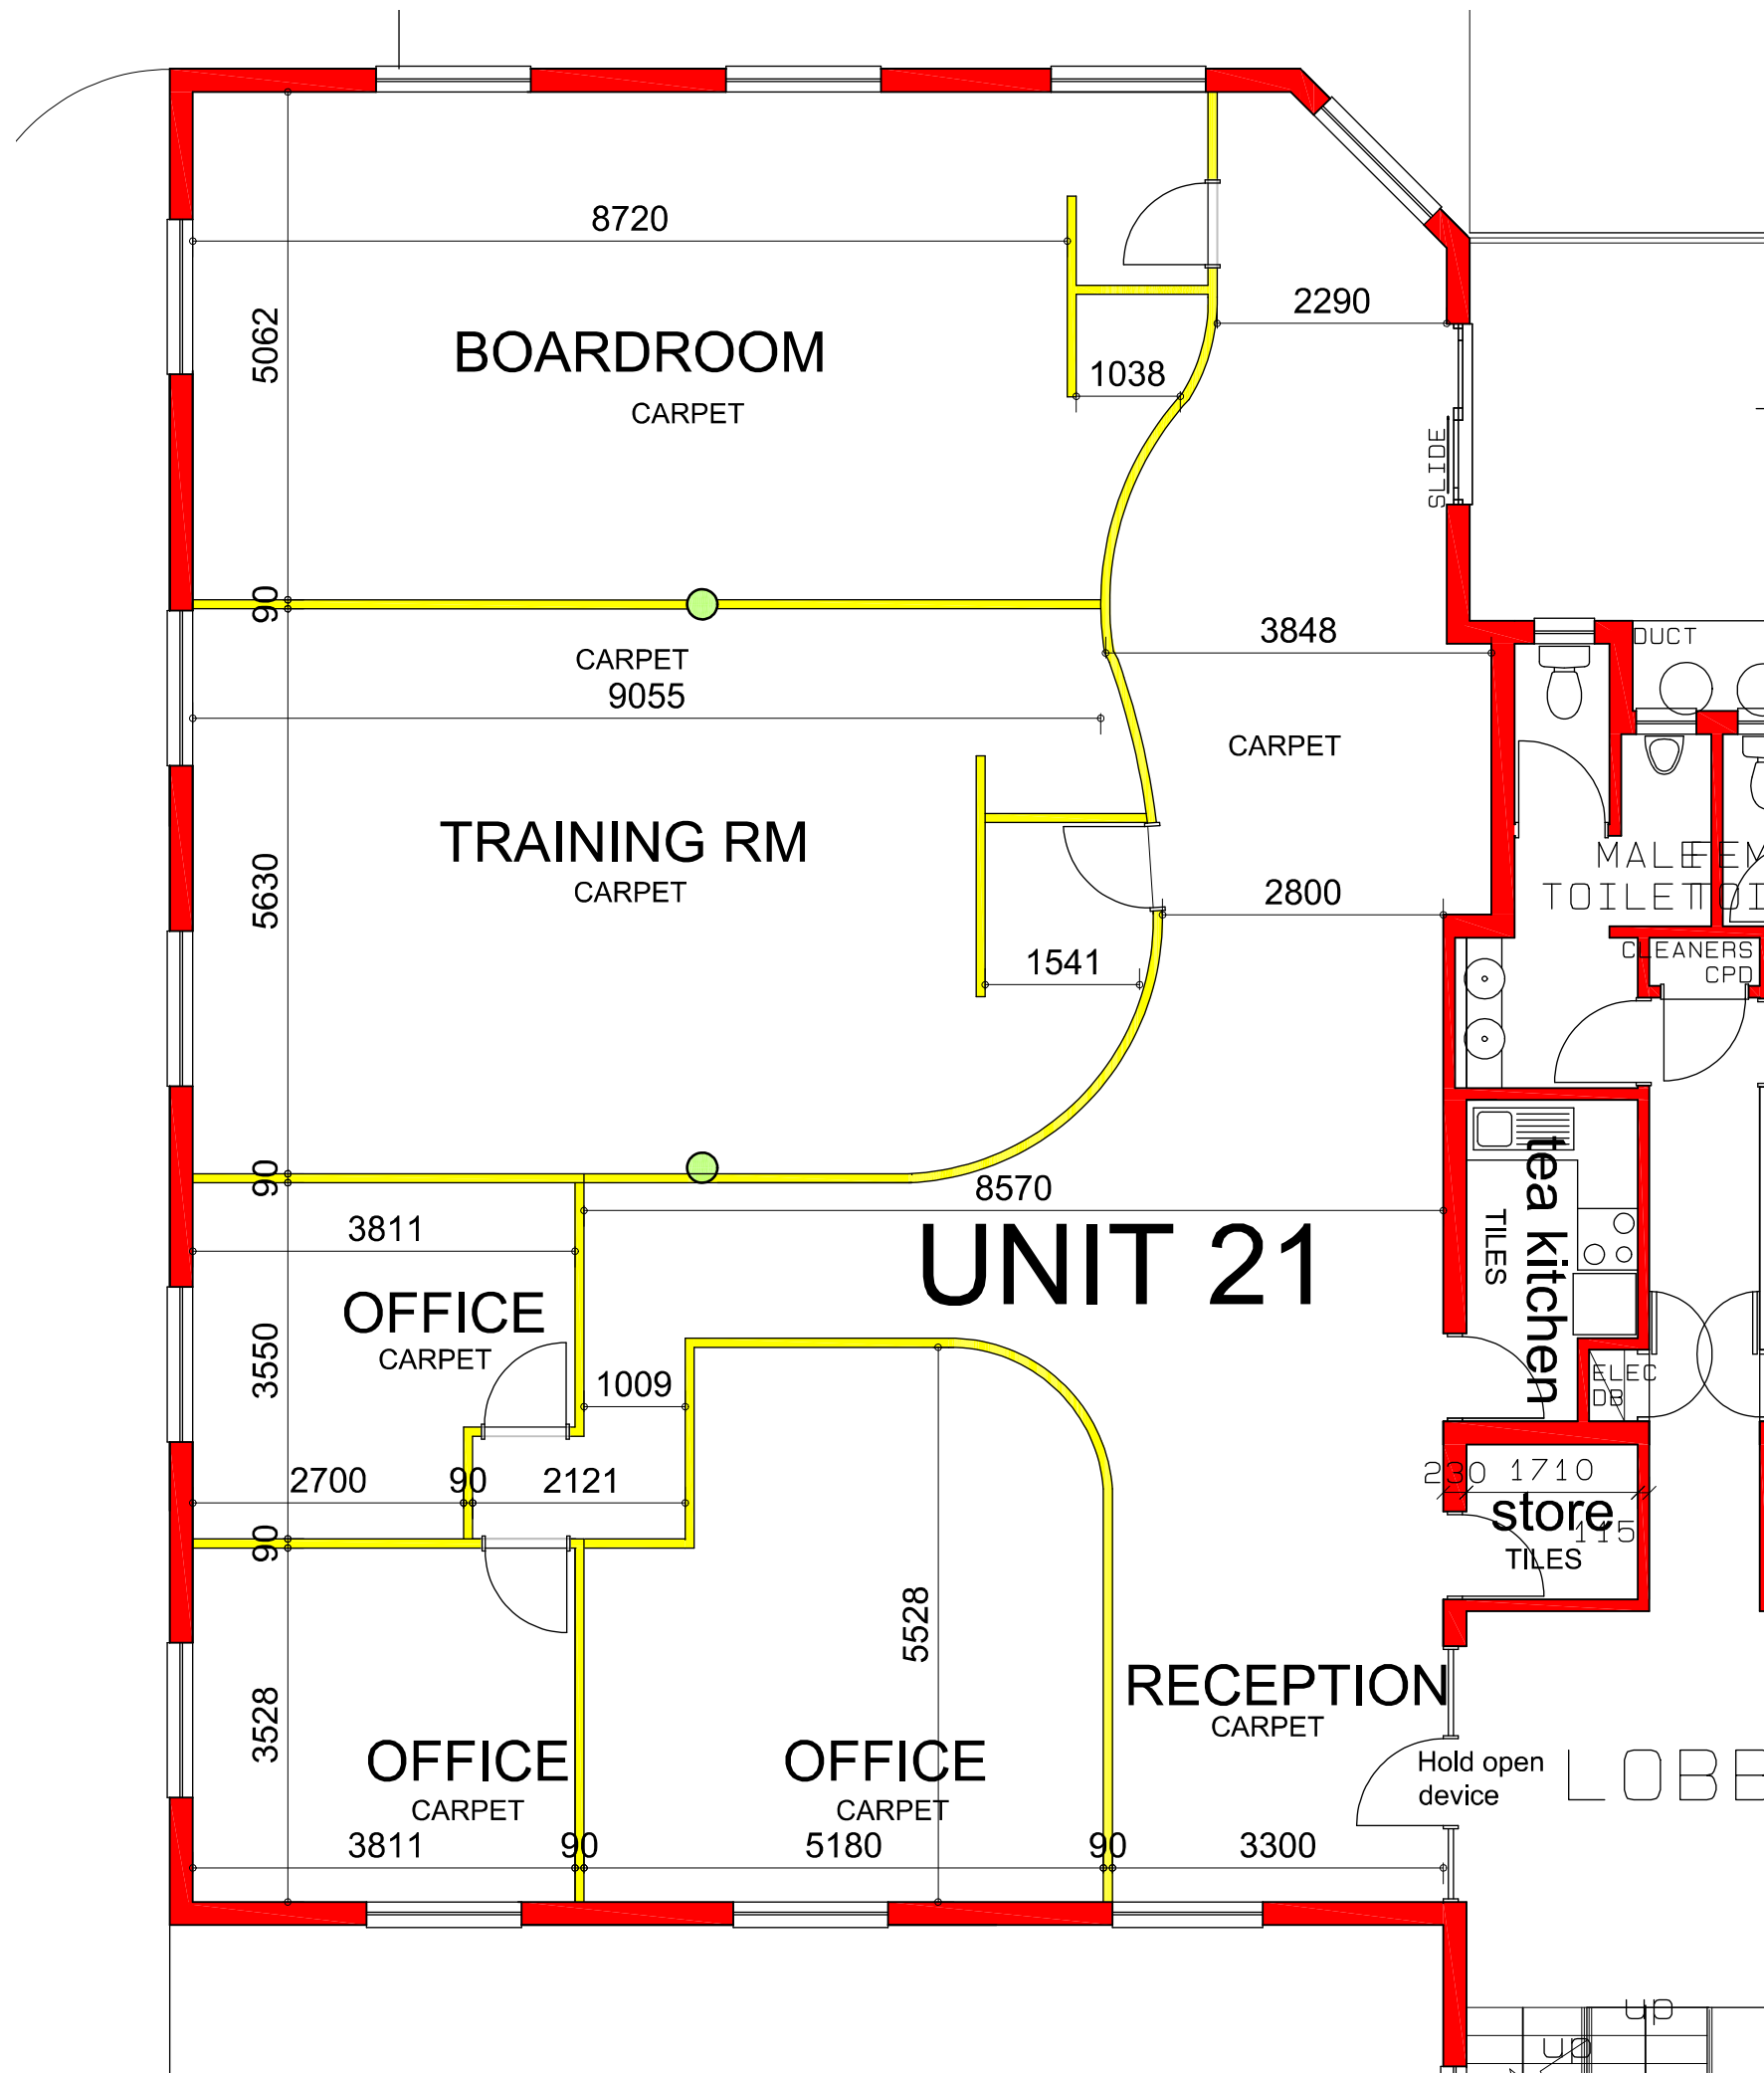 8720
2290
5062
BOARDROOM
1038
CARPET
SLIDE
90
3848
DUCT
CARPET
9055
CARPET
TRAINING RM
CARPET
5630
2800
MALE
TOILET
1541
CLEANERS
CPD
90
8570
3811
UNIT 21
TILES
tea kitchen
OFFICE
CARPET
3550
1009
ELEC
DB
2700
90
2121
230
1710
store
115
TILES
90
5528
RECEPTION
CARPET
3528
OFFICE
CARPET
OFFICE
CARPET
Hold open
device
3811
90
5180
90
3300
up
up